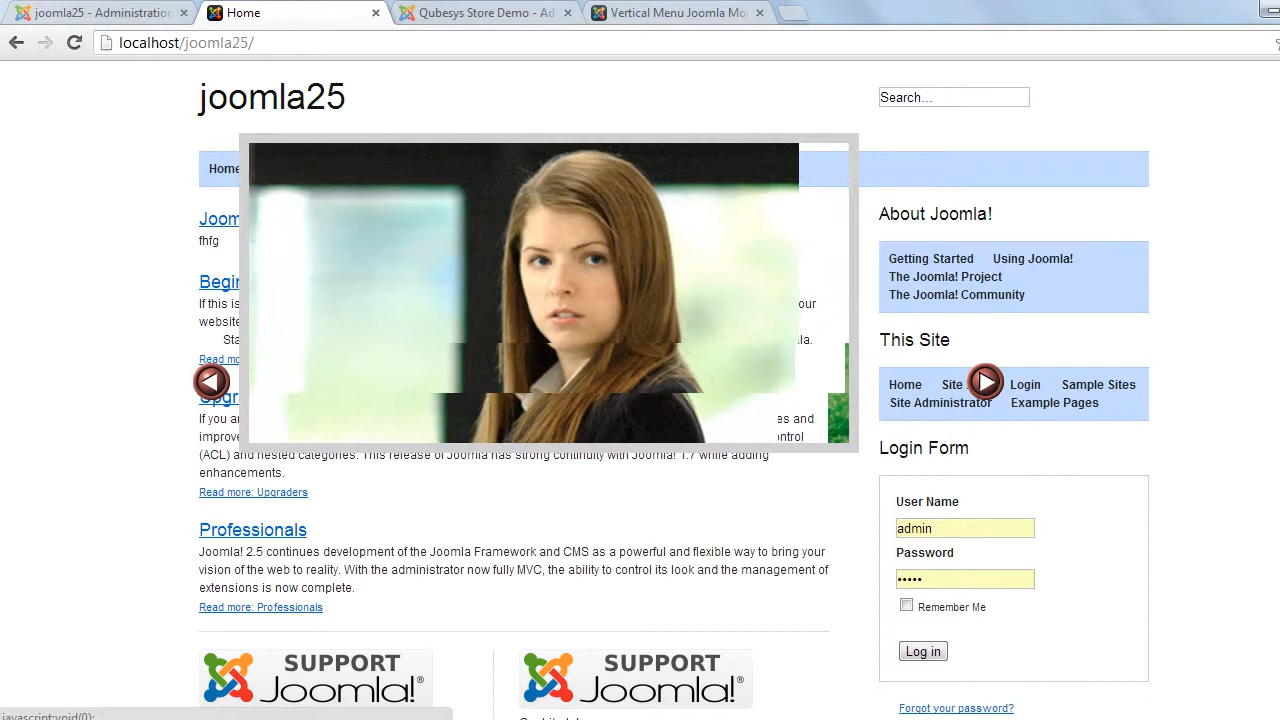 joomla25 - Administration
Home
Qubesys Store Demo - Ad
Vertical Menu Joomla Mo
localhost/joomla25/
joomla25
Search...
Home
Joom
fhfg
Begin
If this is
our
website
Sta
la.
Read m
Upgr
If you a
es and
improve
ontrol
(ACL) and nested categories. This release of Joomla has strong continuity with Joomla! 1.7 while adding
enhancements.
Read more: Upgraders
Professionals
Joomla! 2.5 continues development of the Joomla Framework and CMS as a powerful and flexible way to bring your
vision of the web to reality. With the administrator now fully MVC, the ability to control its look and the management of
extensions is now complete.
Read more: Professionals
SUPPORT
Joomla!®
SUPPORT
Joomla!®
About Joomla!
Getting Started Using Joomla!
The Joomla! Project
The Joomla! Community
This Site
Home Site Login Sample Sites
Site Administrator Example Pages
Login Form
User Name
admin
Password
•••••
Remember Me
Log in
Forgot your password?
javascript:void(0);